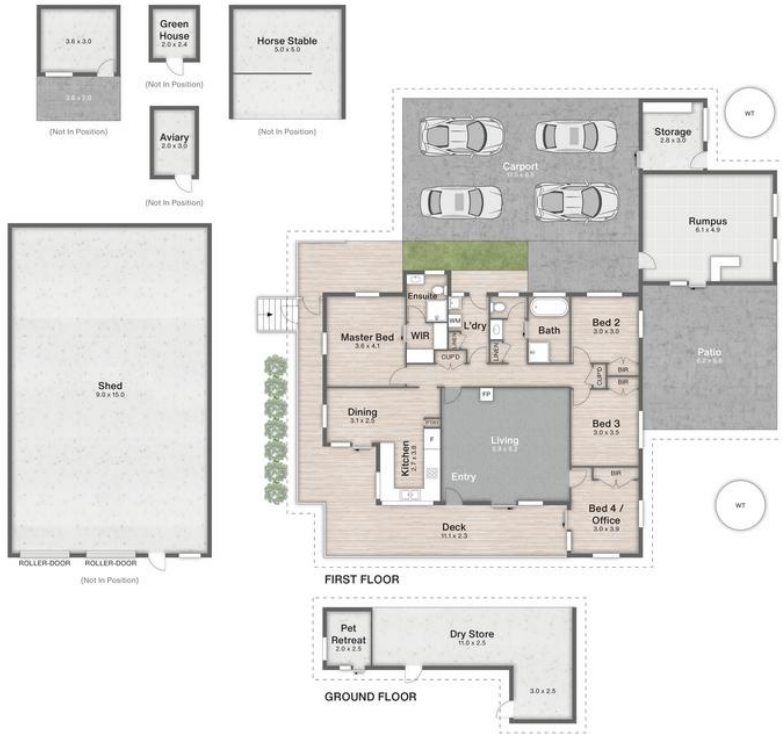 3.6 x 3.0
3.6 x 2.0
(Not In Position)
Green
House
2.0 x 2.4
(Not In Position)
Horse Stable
5.0 x 5.0
(Not In Position)
Aviary
2.0 x 3.0
(Not In Position)
Shed
9.0 x 15.0
ROLLER-DOOR
ROLLER-DOOR
(Not In Position)
WT
Storage
2.8 x 3.0
Carport
Rumpus
6.1 x 4.9
Patio
Ensuite
Master Bed
3.6 x 4.1
WIR
WM
L'dry
LINEN
CUP'D
LINEN
Bath
Bed 2
3.0 x 3.0
BIR
CUP'D
BIR
Dining
3.1 x 2.5
F
Kitchen
2.7 x 3.8
FP
Living
Entry
Bed 3
3.0 x 3.5
BIR
Bed 4 /
Office
3.0 x 3.9
WT
Deck
11.1 x 2.3
FIRST FLOOR
Pet
Retreat
2.0 x 2.5
Dry Store
11.0 x 2.5
3.0 x 2.5
GROUND FLOOR